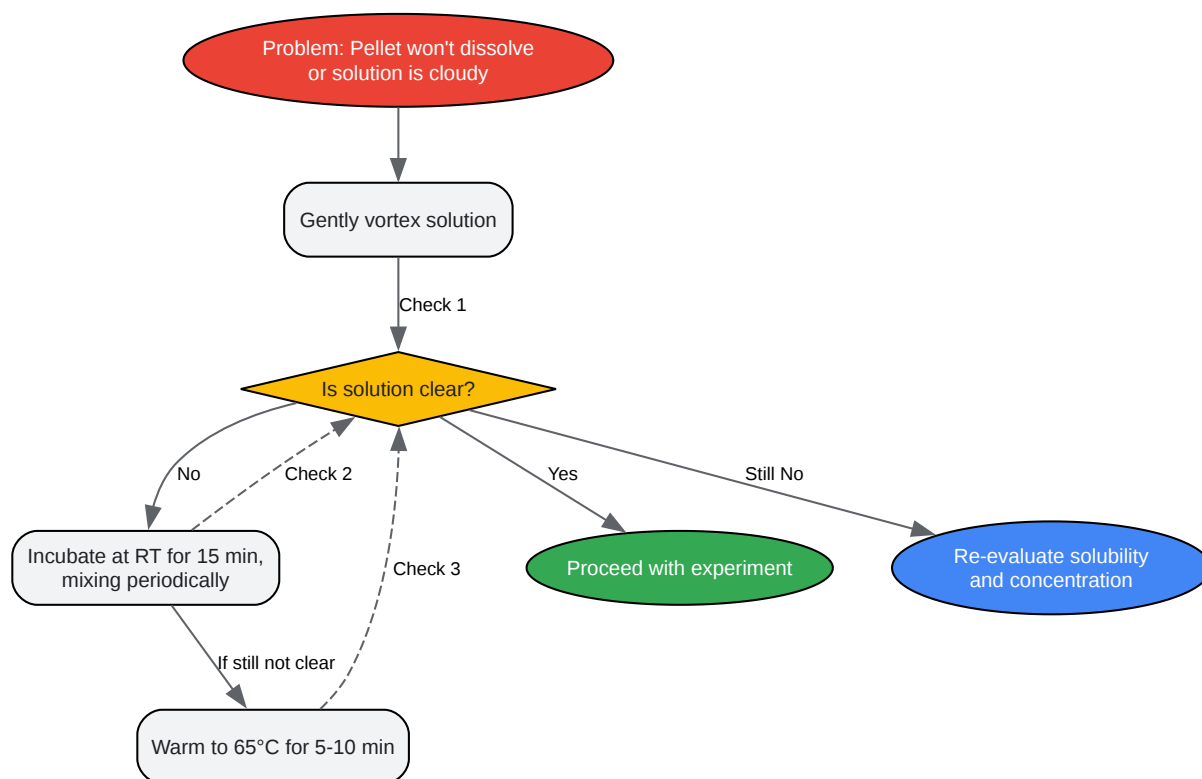 Problem: Pellet won't dissolve
or solution is cloudy
Gently vortex solution
Check 1
Is solution clear?
No
Check 2
Yes
Still No
Incubate at RT for 15 min,
mixing periodically
Check 3
Proceed with experiment
Re-evaluate solubility
and concentration
If still not clear
Warm to 65°C for 5-10 min